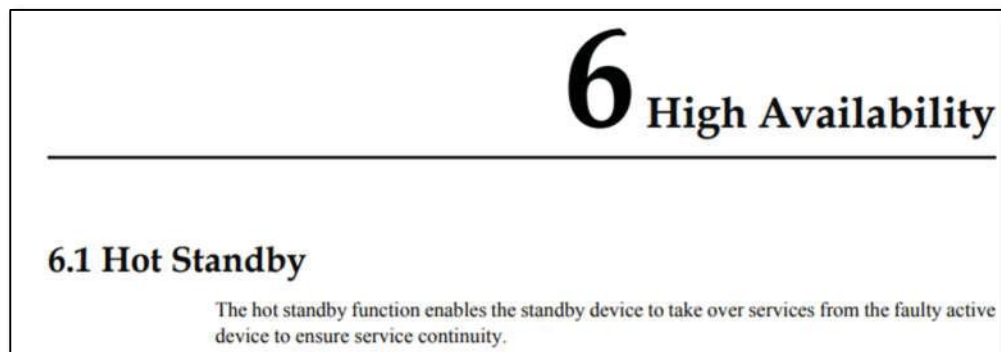 6 High Availability
6.1 Hot Standby
The hot standby function enables the standby device to take over services from the faulty active
device to ensure service continuity.